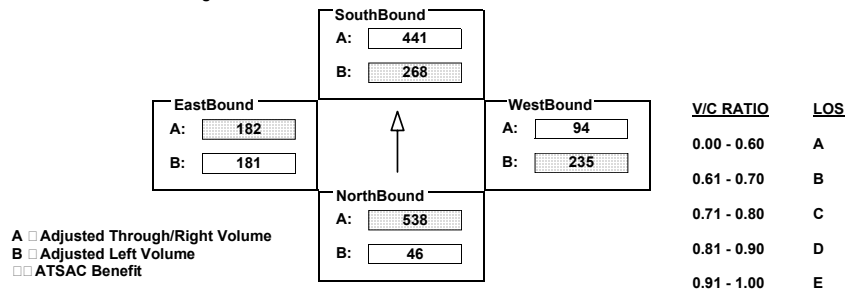 SouthBound
A: 441
B: 268
EastBound
A: 182
B: 181
WestBound
A: 94
B: 235
NorthBound
A: 538
B: 46
A □ Adjusted Through/Right Volume
B □ Adjusted Left Volume
□□ ATSAC Benefit
V/C RATIO LOS
0.00 - 0.60 A
0.61 - 0.70 B
0.71 - 0.80 C
0.81 - 0.90 D
0.91 - 1.00 E